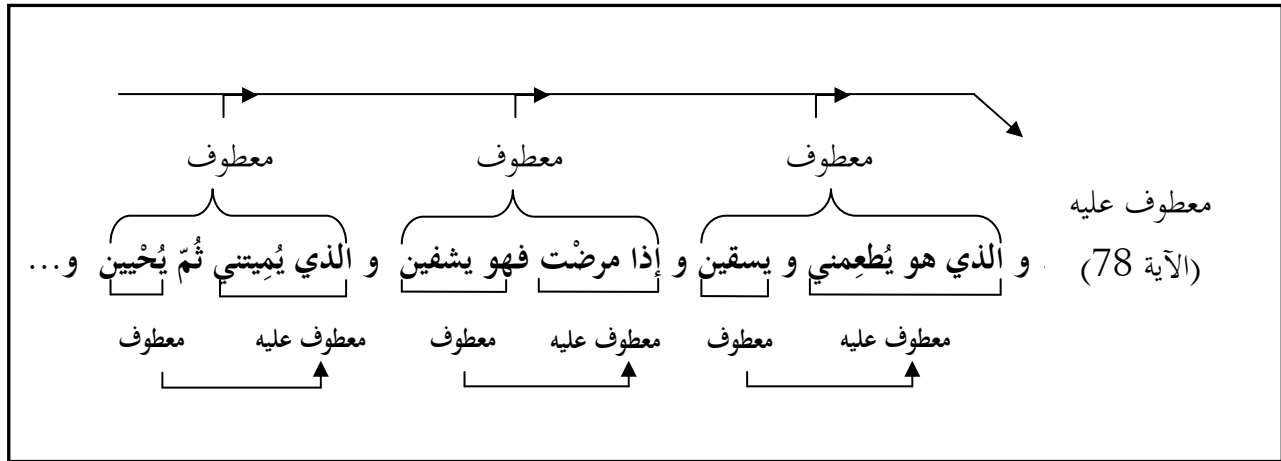 معطوف معطوف معطوف
معطوف عليه
(الآية 78) و الذي هو يُطعِمني و يسقين و إذا مرضْت فهو يشفين و الذي يُمِيتني ثُمّ يُحْيين و...
معطوف عليه معطوف معطوف عليه معطوف معطوف عليه معطوف